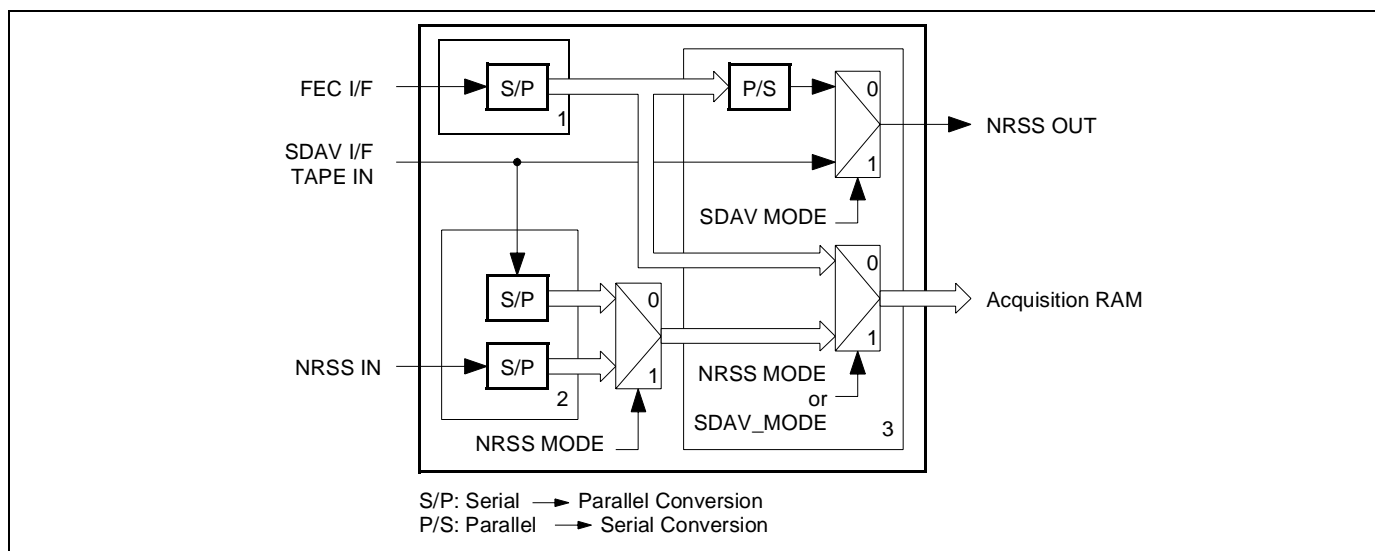 FEC I/F
S/P
1
P/S
0
1
NRSS OUT
SDAV I/F
TAPE IN
SDAV MODE
S/P
0
1
0
1
Acquisition RAM
NRSS IN
S/P
2
NRSS MODE
NRSS MODE
or
SDAV_MODE
3
S/P: Serial → Parallel Conversion
P/S: Parallel → Serial Conversion